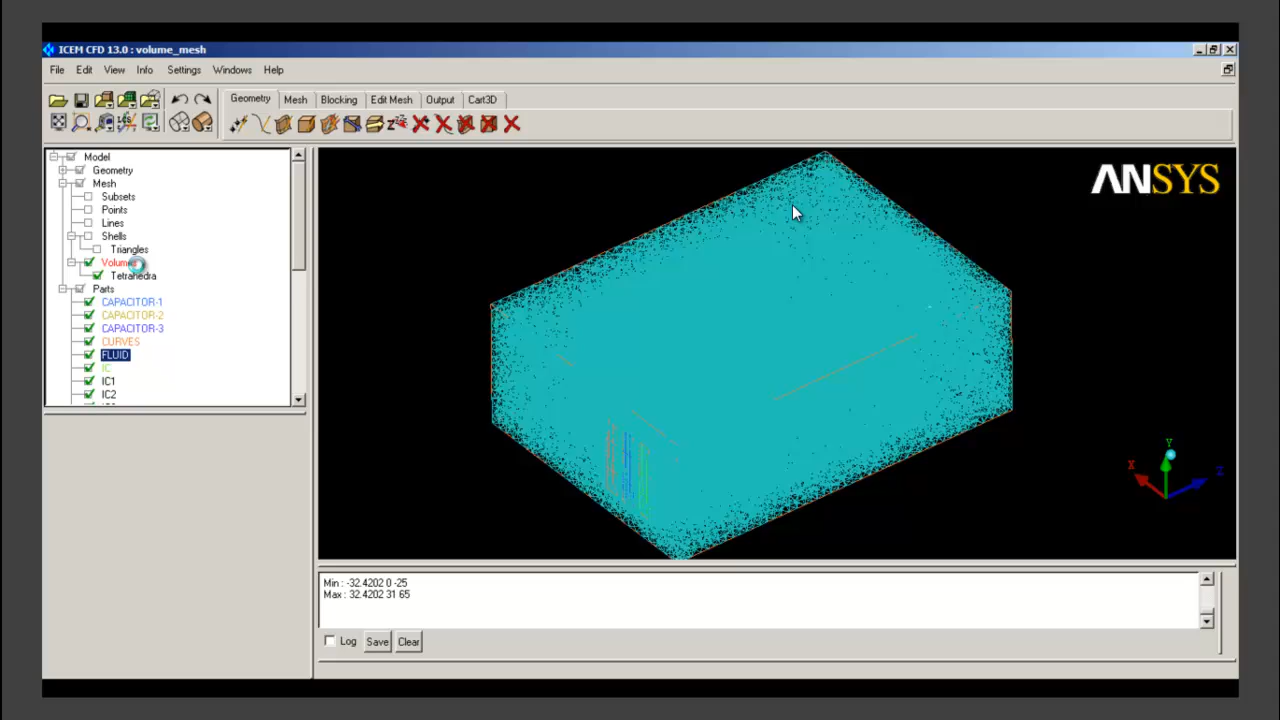 ICEM CFD 13.0 : volume_mesh
File Edit View Info Settings Windows Help
Geometry Mesh Blocking Edit Mesh Output Cart3D
Model
Geometry
Mesh
Subsets
Points
Lines
Shells
Triangles
Tetrahedra
Parts
CAPACITOR-1
CAPACITOR-2
CAPACITOR-3
CURVES
FLUID
IC
IC1
IC2
ANSYS
Y
X
Z
Min : -32.4202 0 -25
Max : 32.4202 31 65
Log Save Clear